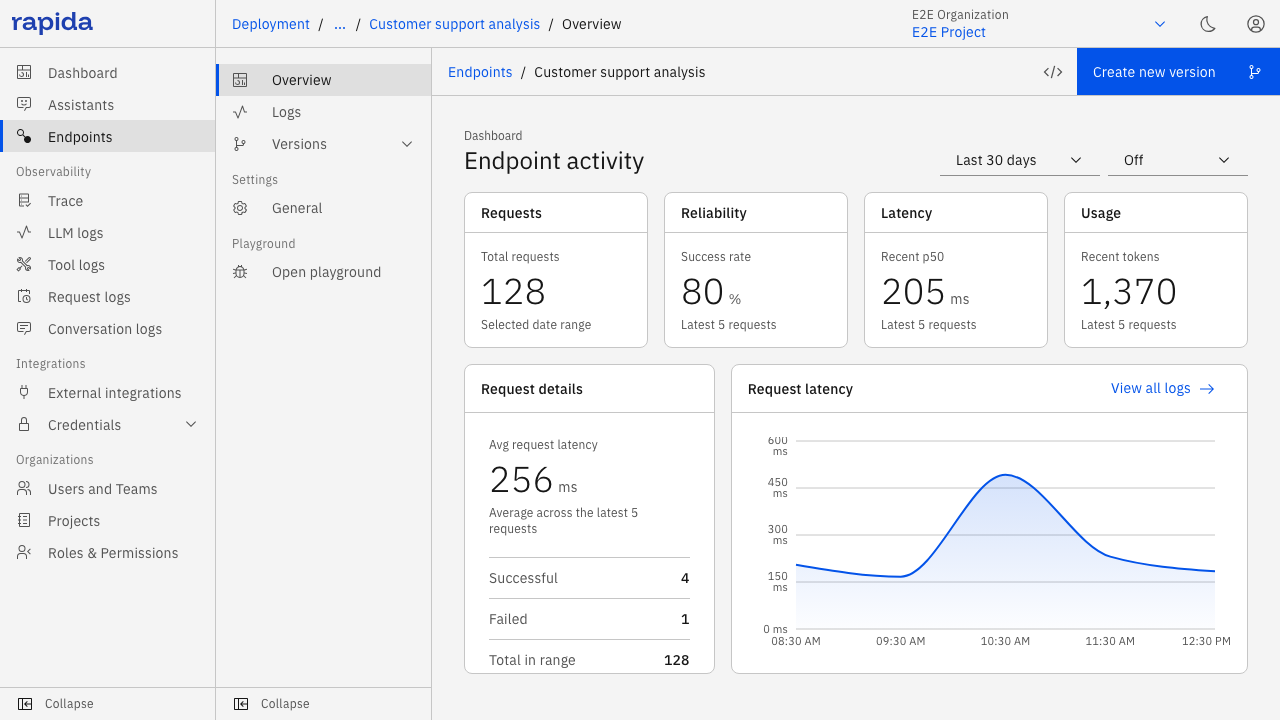 rapida
Deployment / ... / Customer support analysis / Overview
E2E Organization
E2E Project
Dashboard
Assistants
Endpoints
Observability
Trace
LLM logs
Tool logs
Request logs
Conversation logs
Integrations
External integrations
Credentials
Organizations
Users and Teams
Projects
Roles & Permissions
Collapse
Overview
Logs
Versions
Settings
General
Playground
Open playground
Collapse
Endpoints / Customer support analysis
Create new version
Dashboard
Endpoint activity
Last 30 days
Off
Requests
Total requests
128
Selected date range
Reliability
Success rate
80 %
Latest 5 requests
Latency
Recent p50
205 ms
Latest 5 requests
Usage
Recent tokens
1,370
Latest 5 requests
Request details
Avg request latency
256 ms
Average across the latest 5
requests
Successful 4
Failed 1
Total in range 128
Request latency
View all logs
600
ms
450
ms
300
ms
150
ms
0 ms
08:30 AM 09:30 AM 10:30 AM 11:30 AM 12:30 PM